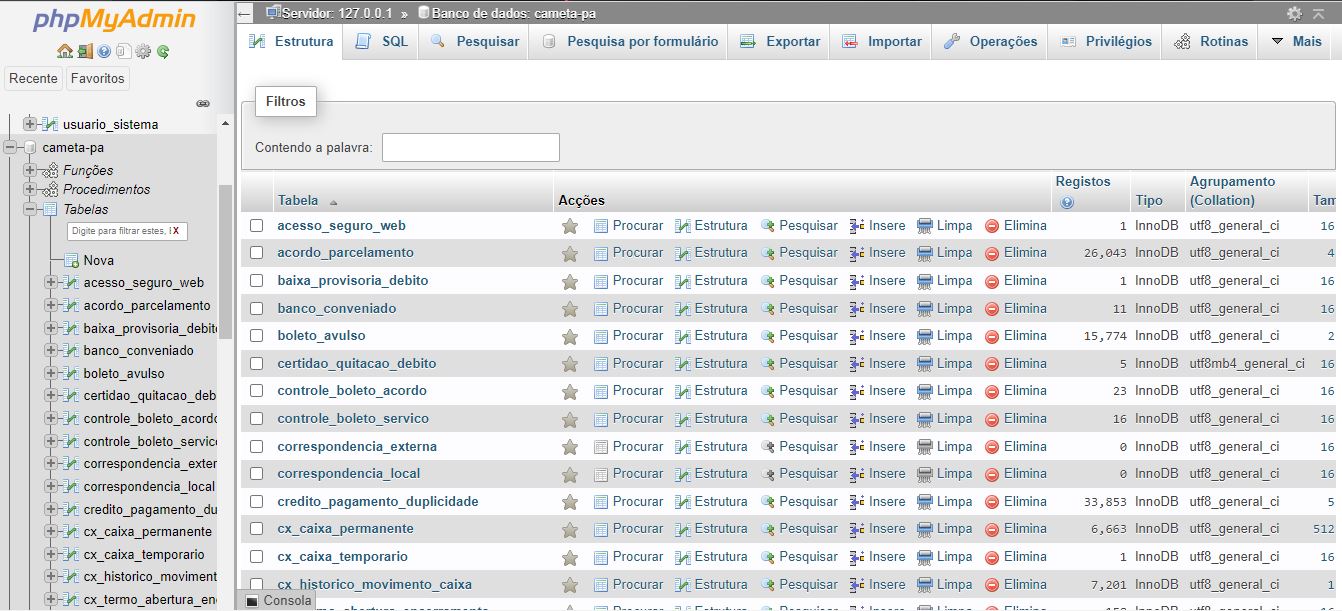 phpMyAdmin
Recente Favoritos
usuario_sistema
cameta-pa
Funções
Procedimentos
Tabelas
Digite para filtrar estes, X
Nova
acesso_seguro_web
acordo_parcelamento
baixa_provisoria_debito
banco_conveniado
boleto_avulso
certidao_quitacao_deb
controle_boleto_acordo
controle_boleto_servico
correspondencia_exter
correspondencia_local
credito_pagamento_du
cx_caixa_permanente
cx_caixa_temporario
cx_historico_moviment
cx_termo_abertura_en
Servidor: 127.0.0.1 » Banco de dados: cameta-pa
Estrutura SQL Pesquisar Pesquisa por formulário Exportar Importar Operações Privilégios Rotinas Mais
Filtros
Contendo a palavra:
Tabela Acções Registos Tipo Agrupamento (Collation) Tam
acesso_seguro_web Procurar Estrutura Pesquisar Insere Limpa Elimina 1 InnoDB utf8_general_ci 16
acordo_parcelamento Procurar Estrutura Pesquisar Insere Limpa Elimina 26,043 InnoDB utf8_general_ci 4
baixa_provisoria_debito Procurar Estrutura Pesquisar Insere Limpa Elimina 1 InnoDB utf8_general_ci 16
banco_conveniado Procurar Estrutura Pesquisar Insere Limpa Elimina 11 InnoDB utf8_general_ci 16
boleto_avulso Procurar Estrutura Pesquisar Insere Limpa Elimina 15,774 InnoDB utf8_general_ci 2
certidao_quitacao_debito Procurar Estrutura Pesquisar Insere Limpa Elimina 5 InnoDB utf8mb4_general_ci 16
controle_boleto_acordo Procurar Estrutura Pesquisar Insere Limpa Elimina 23 InnoDB utf8_general_ci 16
controle_boleto_servico Procurar Estrutura Pesquisar Insere Limpa Elimina 16 InnoDB utf8_general_ci 16
correspondencia_externa Procurar Estrutura Pesquisar Insere Limpa Elimina 0 InnoDB utf8_general_ci 16
correspondencia_local Procurar Estrutura Pesquisar Insere Limpa Elimina 0 InnoDB utf8_general_ci 16
credito_pagamento_duplicidade Procurar Estrutura Pesquisar Insere Limpa Elimina 33,853 InnoDB utf8_general_ci 5
cx_caixa_permanente Procurar Estrutura Pesquisar Insere Limpa Elimina 6,663 InnoDB utf8_general_ci 512
cx_caixa_temporario Procurar Estrutura Pesquisar Insere Limpa Elimina 1 InnoDB utf8_general_ci 16
cx_historico_movimento_caixa Procurar Estrutura Pesquisar Insere Limpa Elimina 7,201 InnoDB utf8_general_ci 1
Consola